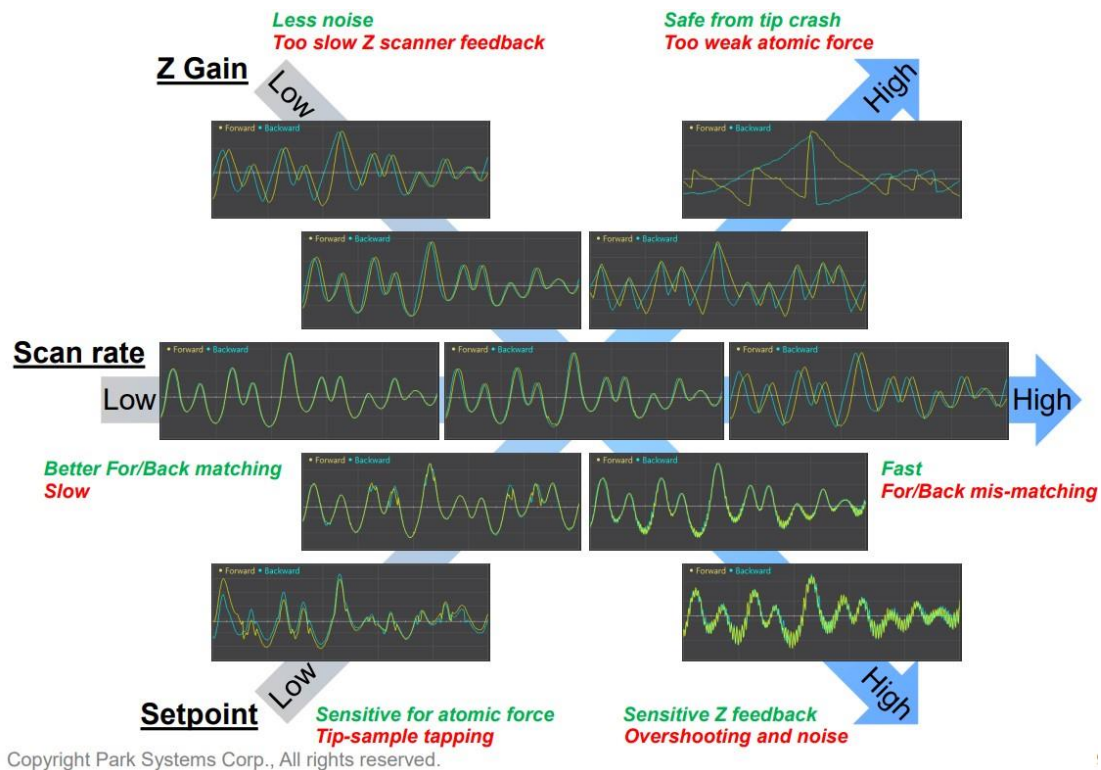 Less noise
Too slow Z scanner feedback
Safe from tip crash
Too weak atomic force
Z Gain
Low
High
• Forward • Backward
• Forward • Backward
• Forward • Backward
• Forward • Backward
Scan rate
Low
• Forward • Backward
• Forward • Backward
• Forward • Backward
High
Better For/Back matching
Slow
Fast
For/Back mis-matching
• Forward • Backward
• Forward • Backward
• Forward • Backward
• Forward • Backward
Low
High
Setpoint
Sensitive for atomic force
Tip-sample tapping
Sensitive Z feedback
Overshooting and noise
Copyright Park Systems Corp., All rights reserved.